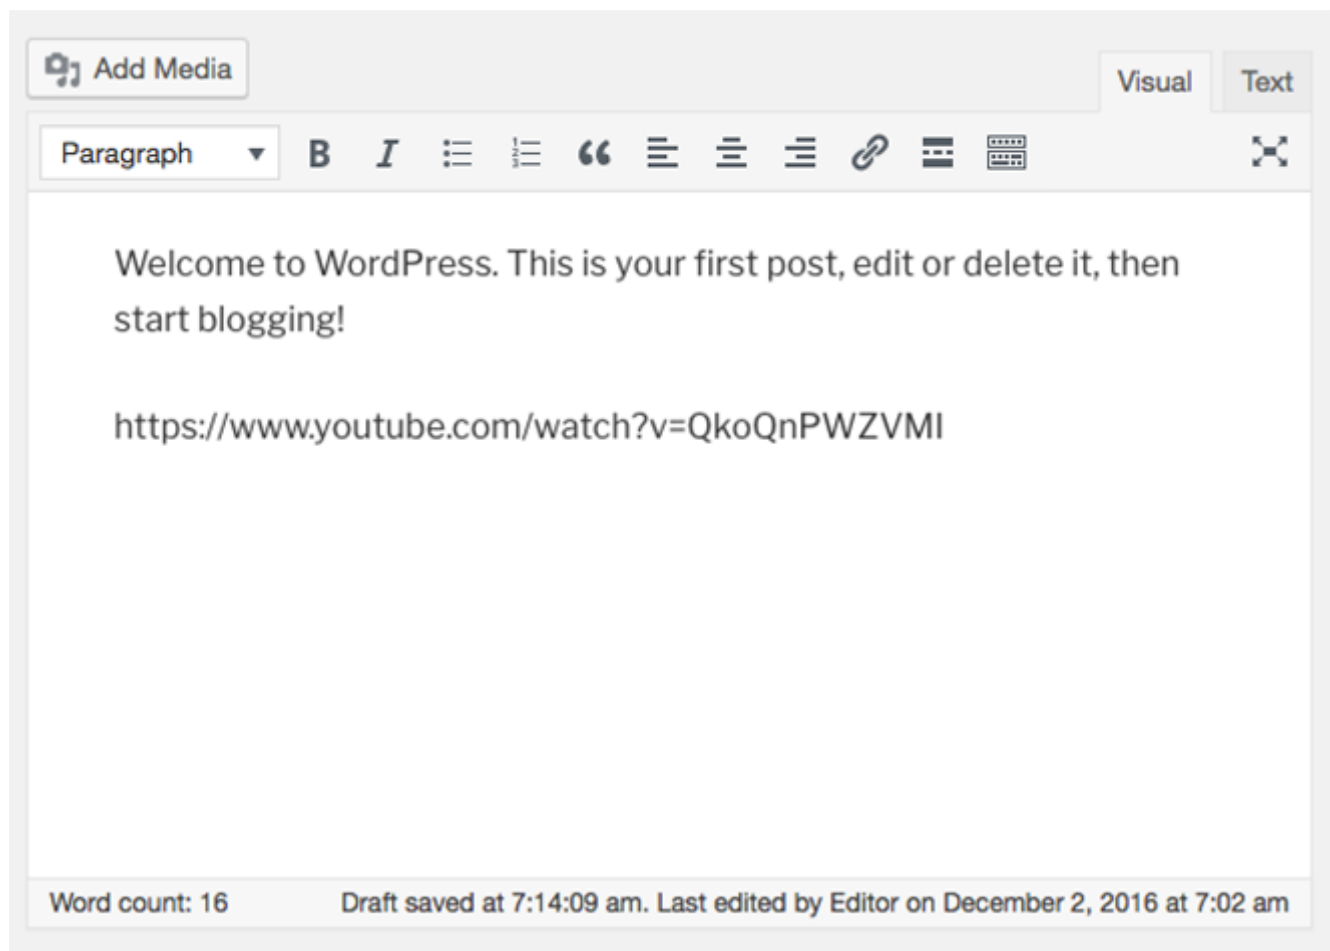 Add Media
Visual Text
Paragraph B I
Welcome to WordPress. This is your first post, edit or delete it, then
start blogging!
https://www.youtube.com/watch?v=QkoQnPWZVMI
Word count: 16 Draft saved at 7:14:09 am. Last edited by Editor on December 2, 2016 at 7:02 am